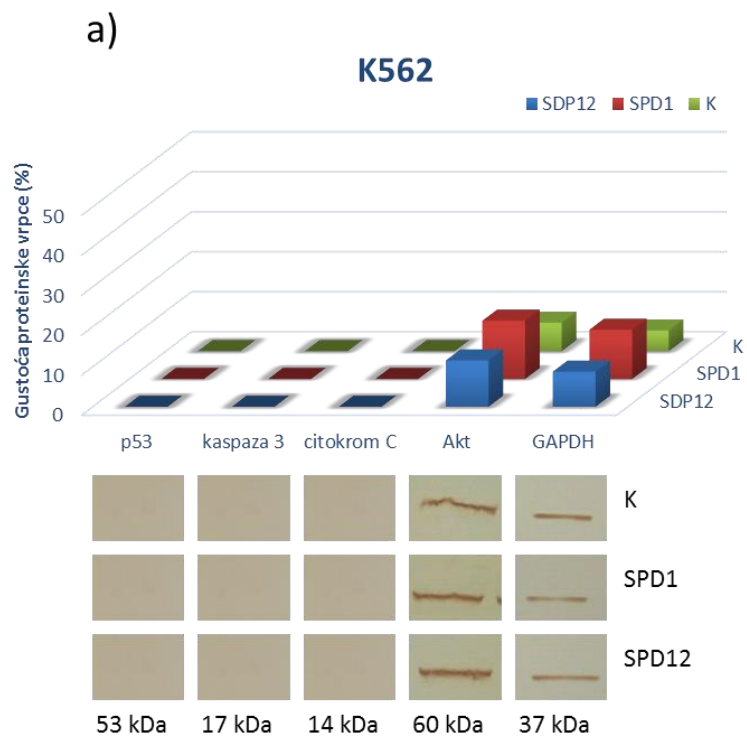 a)
K562
SDP12 SPD1 K
Gustoća proteinske vrpce (%)
50
40
30
20
10
0
K
SPD1
SDP12
p53 kaspaza 3 citokrom C Akt GAPDH
K
SPD1
SPD12
53 kDa 17 kDa 14 kDa 60 kDa 37 kDa